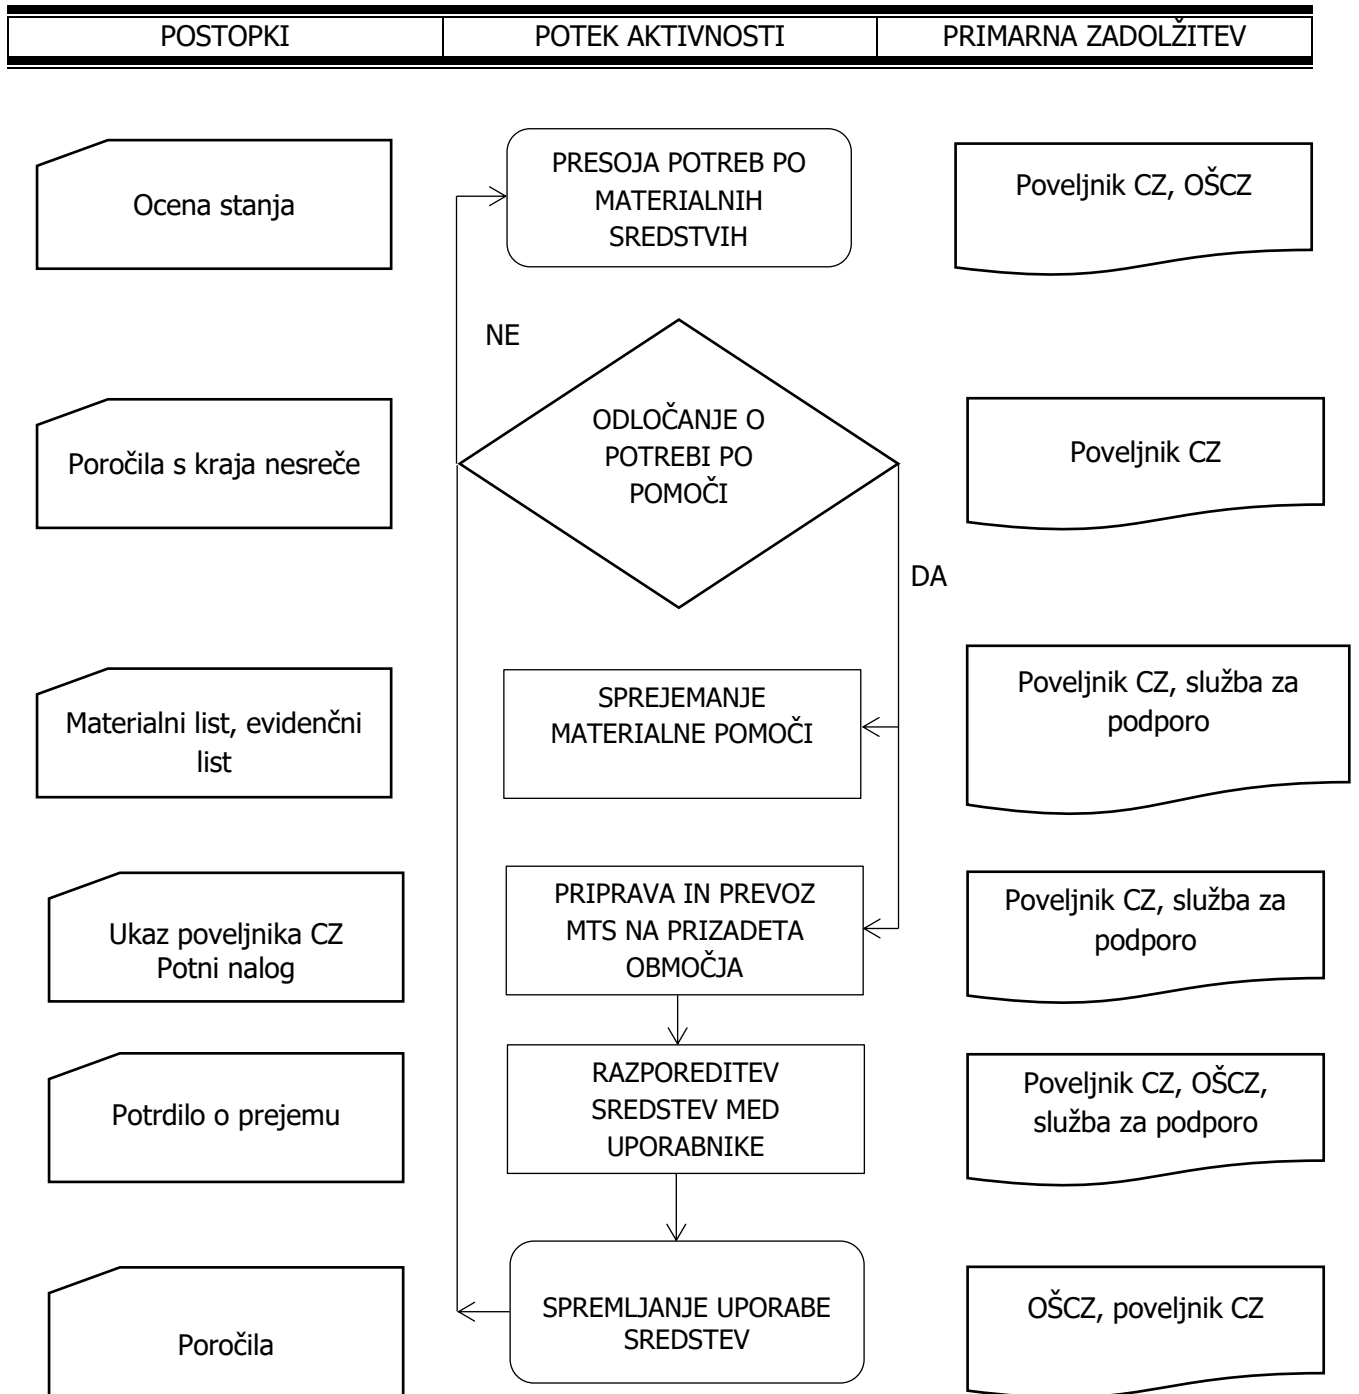 POSTOPKI
POTEK AKTIVNOSTI
PRIMARNA ZADOLŽITEV
Ocena stanja
PRESOJA POTREB PO
MATERIALNIH
SREDSTVIH
Poveljnik CZ, OŠCZ
NE
Poročila s kraja nesreče
ODLOČANJE O
POTREBI PO
POMOČI
Poveljnik CZ
DA
Materialni list, evidenčni
list
SPREJEMANJE
MATERIALNE POMOČI
Poveljnik CZ, služba za
podporo
Ukaz poveljnika CZ
Potni nalog
PRIPRAVA IN PREVOZ
MTS NA PRIZADETA
OBMOČJA
Poveljnik CZ, služba za
podporo
Potrdilo o prejemu
RAZPOREDITEV
SREDSTEV MED
UPORABNIKE
Poveljnik CZ, OŠCZ,
služba za podporo
Poročila
SPREMLJANJE UPORABE
SREDSTEV
OŠCZ, poveljnik CZ